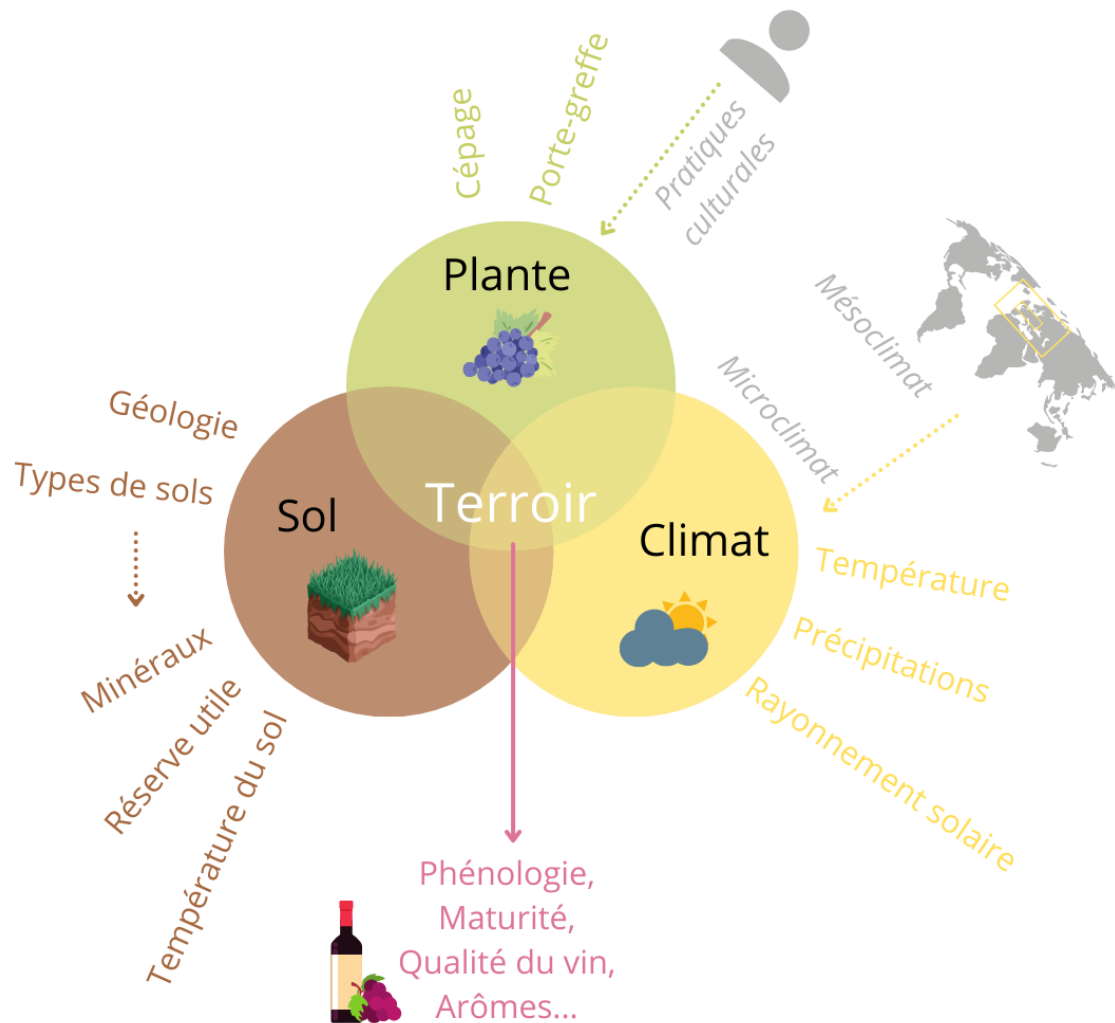 Cépage
Porte-greffe
Pratiques
culturales
Plante
Mésoclimat
Microclimat
Géologie
Types de sols
Sol
Terroir
Climat
Température
Précipitations
Rayonnement solaire
Minéraux
Réserve utile
Température du sol
Phénologie,
Maturité,
Qualité du vin,
Arômes...